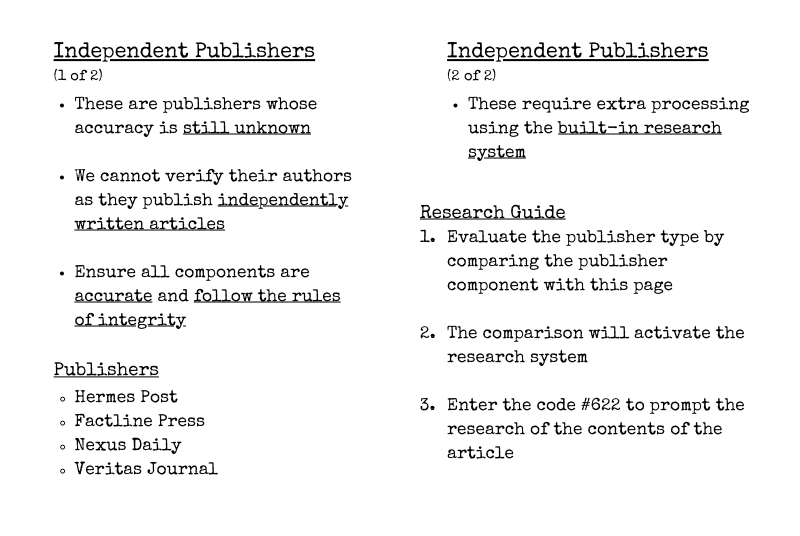 Independent Publishers
(1 of 2)
• These are publishers whose
accuracy is still unknown
• We cannot verify their authors
as they publish independently
written articles
• Ensure all components are
accurate and follow the rules
of integrity
Publishers
◦ Hermes Post
◦ Factline Press
◦ Nexus Daily
◦ Veritas Journal
Independent Publishers
(2 of 2)
• These require extra processing
using the built-in research
system
Research Guide
1. Evaluate the publisher type by
comparing the publisher
component with this page
2. The comparison will activate the
research system
3. Enter the code #622 to prompt the
research of the contents of the
article